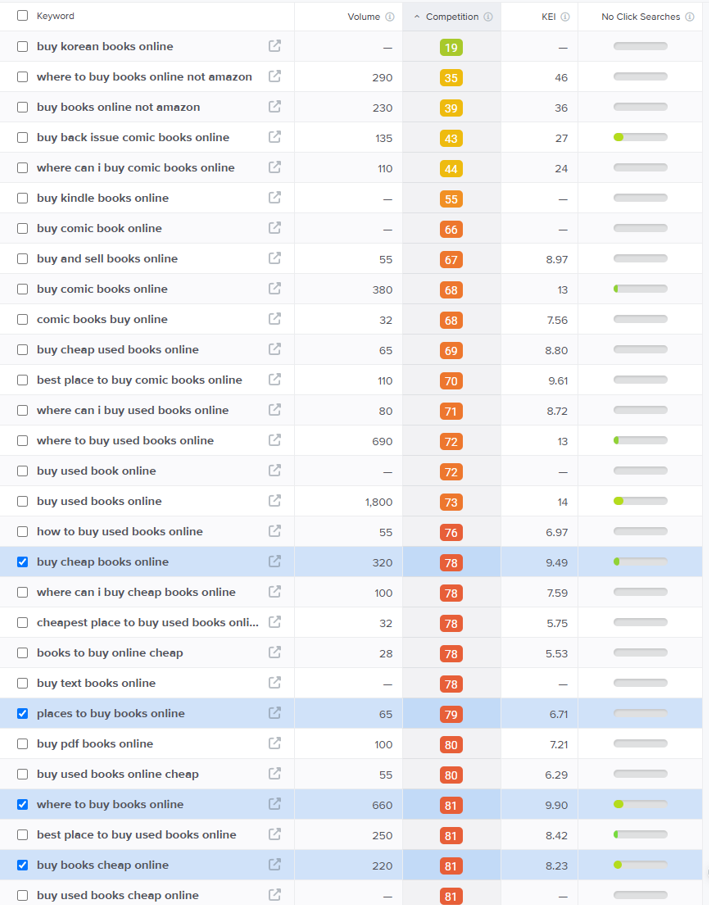 Keyword Volume Competition KEI No Click Searches
buy korean books online — 19 —
where to buy books online not amazon 290 35 46
buy books online not amazon 230 39 36
buy back issue comic books online 135 43 27
where can i buy comic books online 110 44 24
buy kindle books online — 55 —
buy comic book online — 66 —
buy and sell books online 55 67 8.97
buy comic books online 380 68 13
comic books buy online 32 68 7.56
buy cheap used books online 65 69 8.80
best place to buy comic books online 110 70 9.61
where can i buy used books online 80 71 8.72
where to buy used books online 690 72 13
buy used book online — 72 —
buy used books online 1,800 73 14
how to buy used books online 55 76 6.97
buy cheap books online 320 78 9.49
where can i buy cheap books online 100 78 7.59
cheapest place to buy used books onli... 32 78 5.75
books to buy online cheap 28 78 5.53
buy text books online — 78 —
places to buy books online 65 79 6.71
buy pdf books online 100 80 7.21
buy used books online cheap 55 80 6.29
where to buy books online 660 81 9.90
best place to buy used books online 250 81 8.42
buy books cheap online 220 81 8.23
buy used books cheap online — 81 —